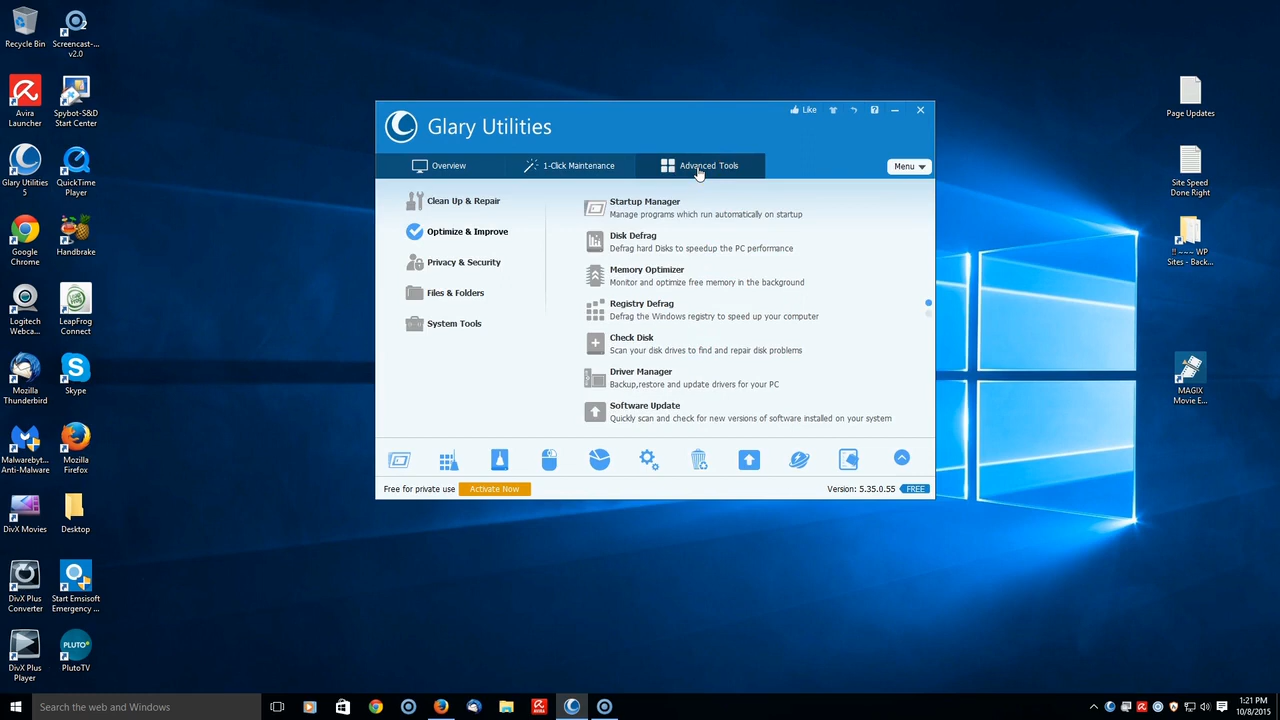 Recycle Bin
Screencast-...
v2.0
Avira
Launcher
Spybot-S&D
Start Center
Glary Utilities
5
QuickTime
Player
Google
Chrome
Handbrake
Logitech
Webca...
LeapFrog
Connect
Mozilla
Thunderbird
Skype
Malwareby...
Anti-Malware
Mozilla
Firefox
DivX Movies
Desktop
DivX Plus
Converter
Start Emsisoft
Emergency ...
DivX Plus
Player
PLUTO
PlutoTV
Like
Glary Utilities
Overview
1-Click Maintenance
Advanced Tools
Menu
Clean Up & Repair
Optimize & Improve
Privacy & Security
Files & Folders
System Tools
Startup Manager
Manage programs which run automatically on startup
Disk Defrag
Defrag hard Disks to speedup the PC performance
Memory Optimizer
Monitor and optimize free memory in the background
Registry Defrag
Defrag the Windows registry to speed up your computer
Check Disk
Scan your disk drives to find and repair disk problems
Driver Manager
Backup,restore and update drivers for your PC
Software Update
Quickly scan and check for new versions of software installed on your system
Free for private use
Activate Now
Version: 5.35.0.55
FREE
Page Updates
Site Speed
Done Right
!! ~~~ WP
Sites - Back...
MAGIX
Movie E...
Search the web and Windows
AVIRA
1:21 PM
10/8/2015